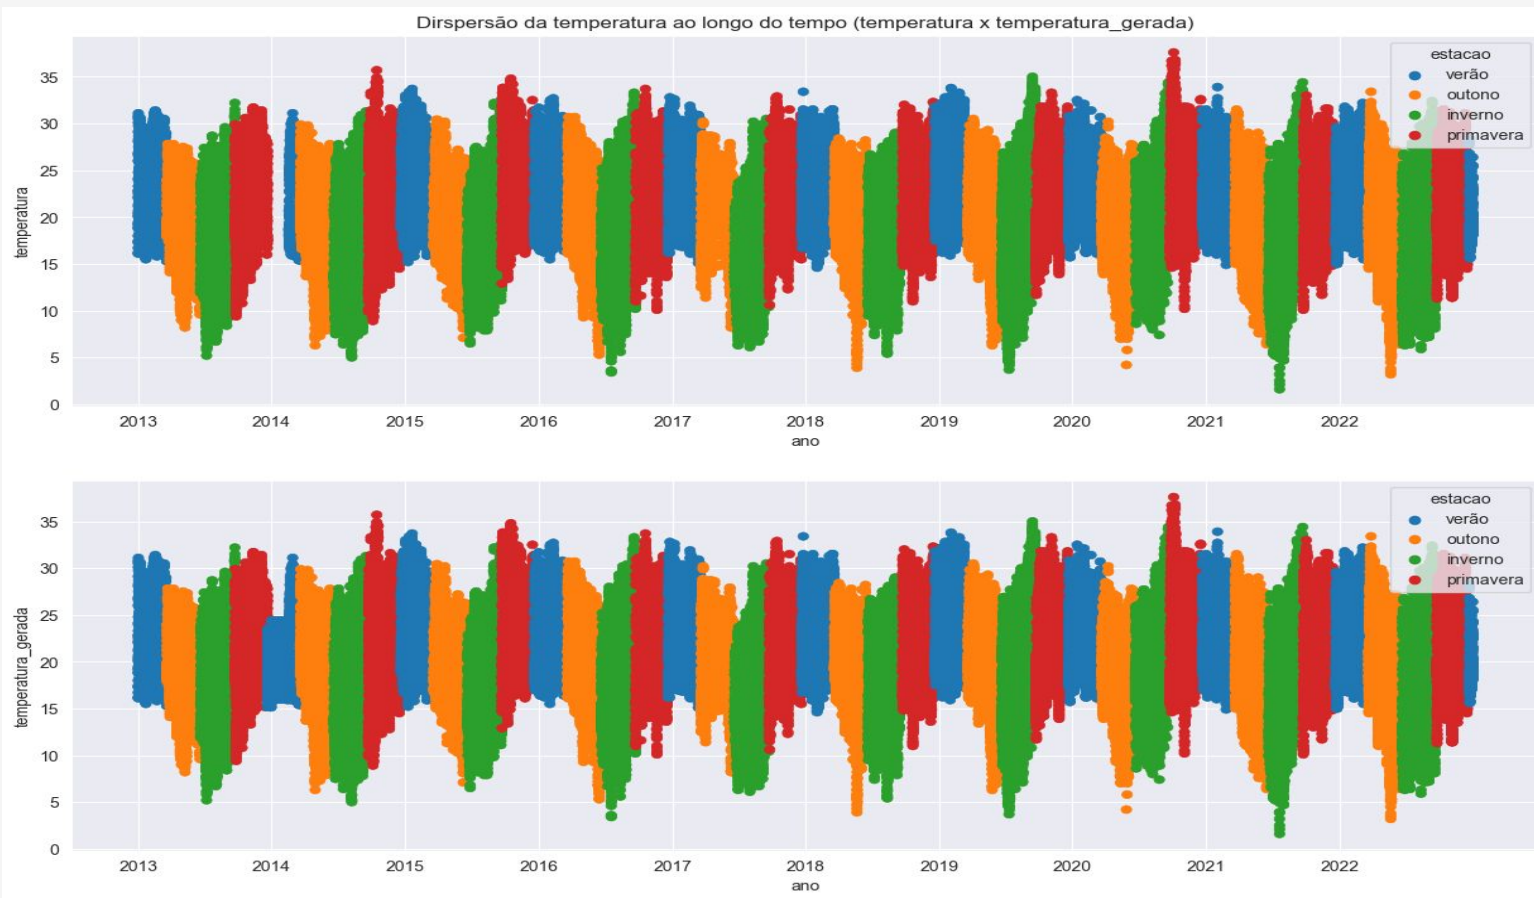 Dirspersão da temperatura ao longo do tempo (temperatura x temperatura_gerada)
estacao
verão
outono
inverno
primavera
temperatura
35
30
25
20
15
10
5
0
2013 2014 2015 2016 2017 2018 2019 2020 2021 2022
ano
estacao
verão
outono
inverno
primavera
temperatura_gerada
35
30
25
20
15
10
5
0
2013 2014 2015 2016 2017 2018 2019 2020 2021 2022
ano